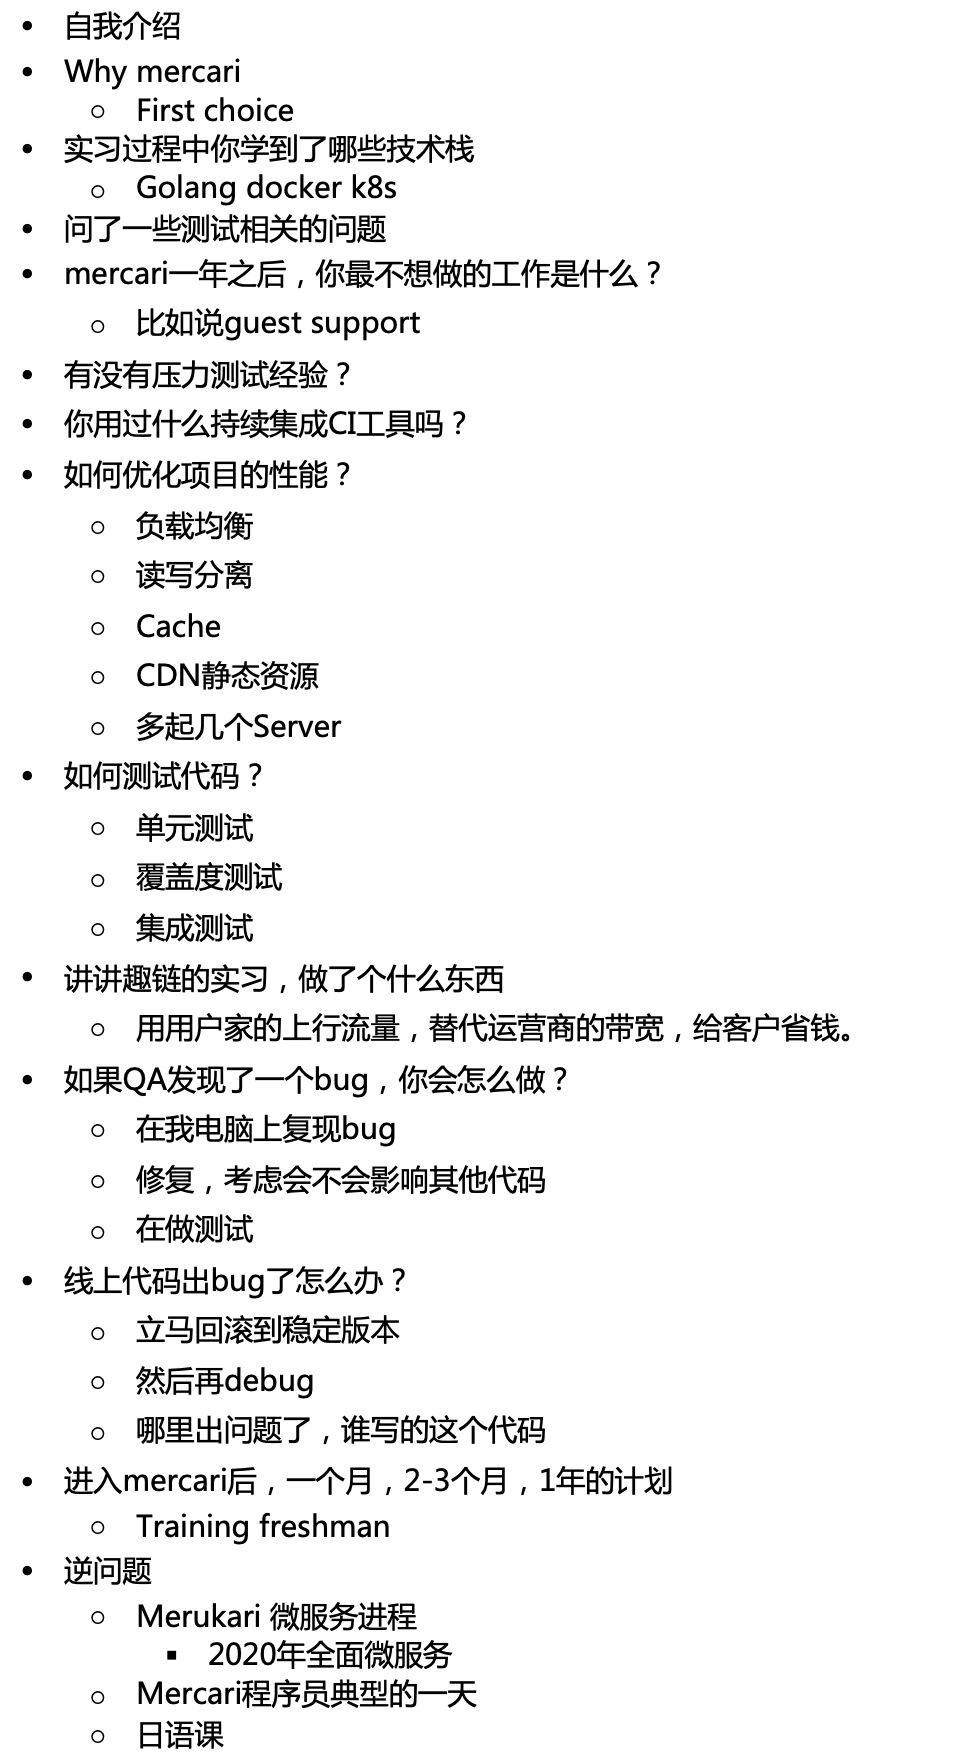 • 自我介绍
• Why mercari
○ First choice
• 实习过程中你学到了哪些技术栈
○ Golang docker k8s
• 问了一些测试相关的问题
• mercari一年之后，你最不想做的工作是什么？
○ 比如说guest support
• 有没有压力测试经验？
• 你用过什么持续集成CI工具吗？
• 如何优化项目的性能？
○ 负载均衡
○ 读写分离
○ Cache
○ CDN静态资源
○ 多起几个Server
• 如何测试代码？
○ 单元测试
○ 覆盖度测试
○ 集成测试
• 讲讲趣链的实习，做了个什么东西
○ 用用户家的上行流量，替代运营商的带宽，给客户省钱。
• 如果QA发现了一个bug，你会怎么做？
○ 在我电脑上复现bug
○ 修复，考虑会不会影响其他代码
○ 在做测试
• 线上代码出bug了怎么办？
○ 立马回滚到稳定版本
○ 然后再debug
○ 哪里出问题了，谁写的这个代码
• 进入mercari后，一个月，2-3个月，1年的计划
○ Training freshman
• 逆问题
○ Merukari 微服务进程
▪ 2020年全面微服务
○ Mercari程序员典型的一天
○ 日语课